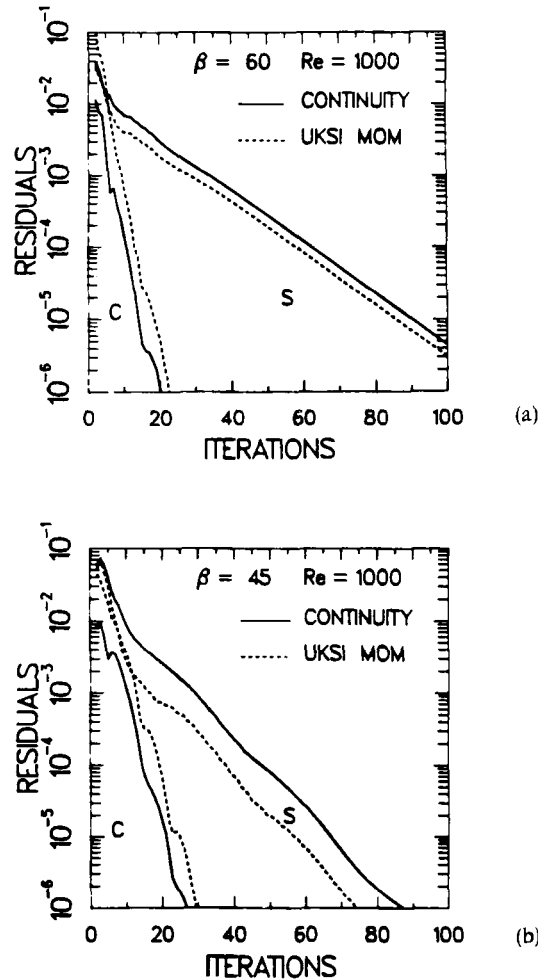 β = 60 Re = 1000
CONTINUITY
UKSI MOM
RESIDUALS
10⁻¹
10⁻²
10⁻³
10⁻⁴
10⁻⁵
10⁻⁶
C
S
0 20 40 60 80 100
ITERATIONS
(a)
β = 45 Re = 1000
CONTINUITY
UKSI MOM
RESIDUALS
10⁻¹
10⁻²
10⁻³
10⁻⁴
10⁻⁵
10⁻⁶
C
S
0 20 40 60 80 100
ITERATIONS
(b)